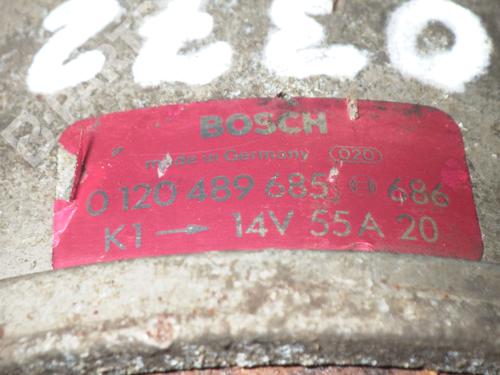 BOSCH
made in Germany 020
0 120 489 685 686
K1 → 14V 55A 20